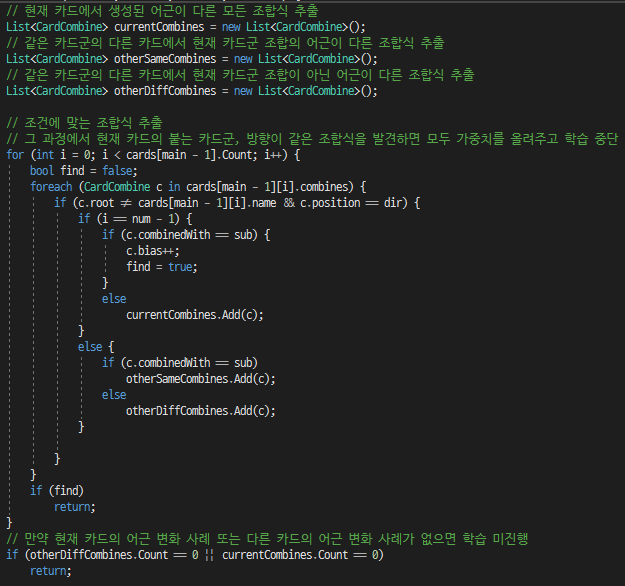 // 현재 카드에서 생성된 어근이 다른 모든 조합식 추출
List<CardCombine> currentCombines = new List<CardCombine>();
// 같은 카드군의 다른 카드에서 현재 카드군 조합의 어근이 다른 조합식 추출
List<CardCombine> otherSameCombines = new List<CardCombine>();
// 같은 카드군의 다른 카드에서 현재 카드군 조합이 아닌 어근이 다른 조합식 추출
List<CardCombine> otherDiffCombines = new List<CardCombine>();
// 조건에 맞는 조합식 추출
// 그 과정에서 현재 카드의 붙는 카드군, 방향이 같은 조합식을 발견하면 모두 가중치를 올려주고 학습 중단
for (int i = 0; i < cards[main - 1].Count; i++) {
bool find = false;
foreach (CardCombine c in cards[main - 1][i].combines) {
if (c.root != cards[main - 1][i].name && c.position == dir) {
if (i == num - 1) {
if (c.combinedWith == sub) {
c.bias++;
find = true;
}
else
currentCombines.Add(c);
}
else {
if (c.combinedWith == sub)
otherSameCombines.Add(c);
else
otherDiffCombines.Add(c);
}
}
}
if (find)
return;
}
// 만약 현재 카드의 어근 변화 사례 또는 다른 카드의 어근 변화 사례가 없으면 학습 미진행
if (otherDiffCombines.Count == 0 || currentCombines.Count == 0)
return;